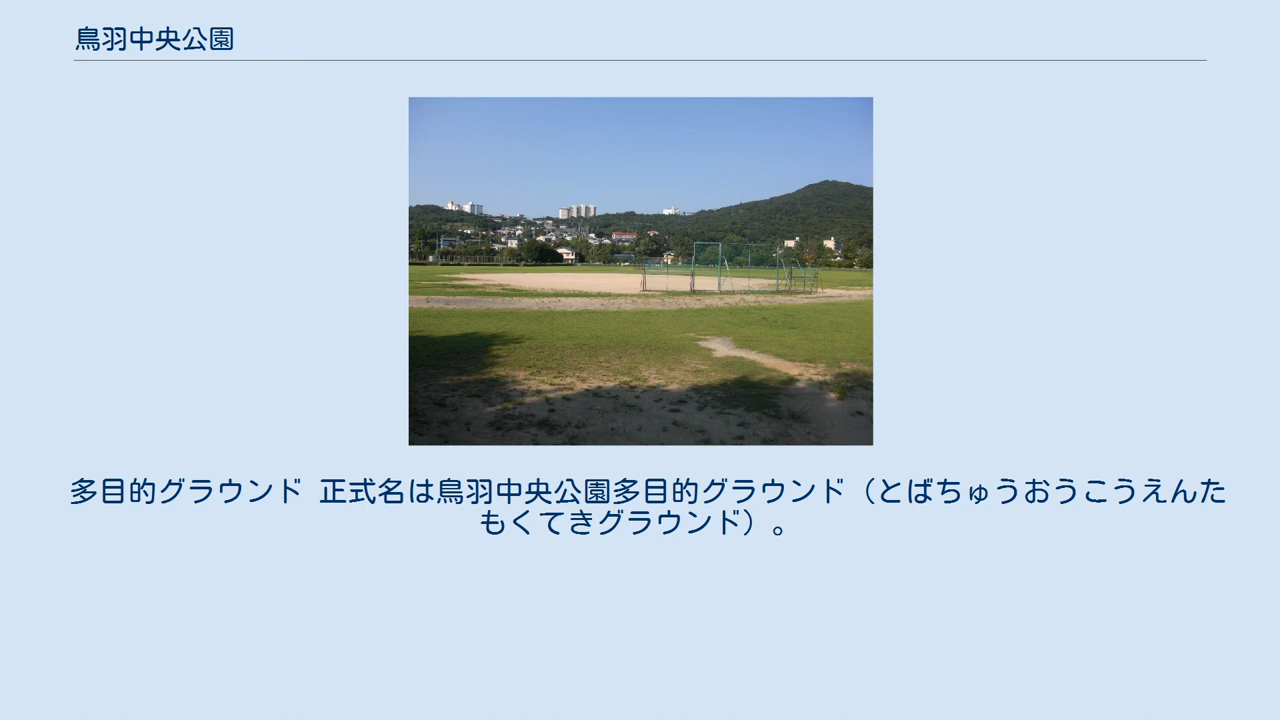 鳥羽中央公園
多目的グラウンド 正式名は鳥羽中央公園多目的グラウンド（とばちゅうおうこうえんた
もくてきグラウンド）。